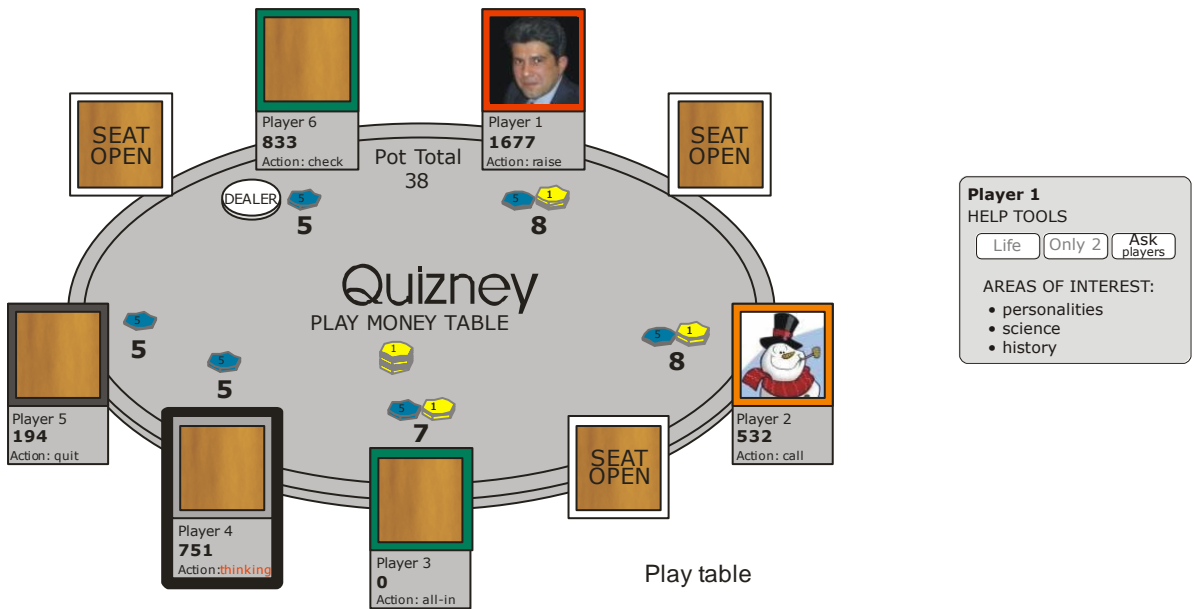 Player 6
833
Action: check
Player 1
1677
Action: raise
SEAT
OPEN
SEAT
OPEN
Pot Total
38
DEALER
5
5
5
1
8
Player 1
HELP TOOLS
Life
Only 2
Ask
players
AREAS OF INTEREST:
• personalities
• science
• history
Quizney
PLAY MONEY TABLE
5
5
5
5
1
5
1
8
5
1
7
Player 5
194
Action: quit
Player 2
532
Action: call
SEAT
OPEN
Player 4
751
Action:thinking
Player 3
0
Action: all-in
Play table